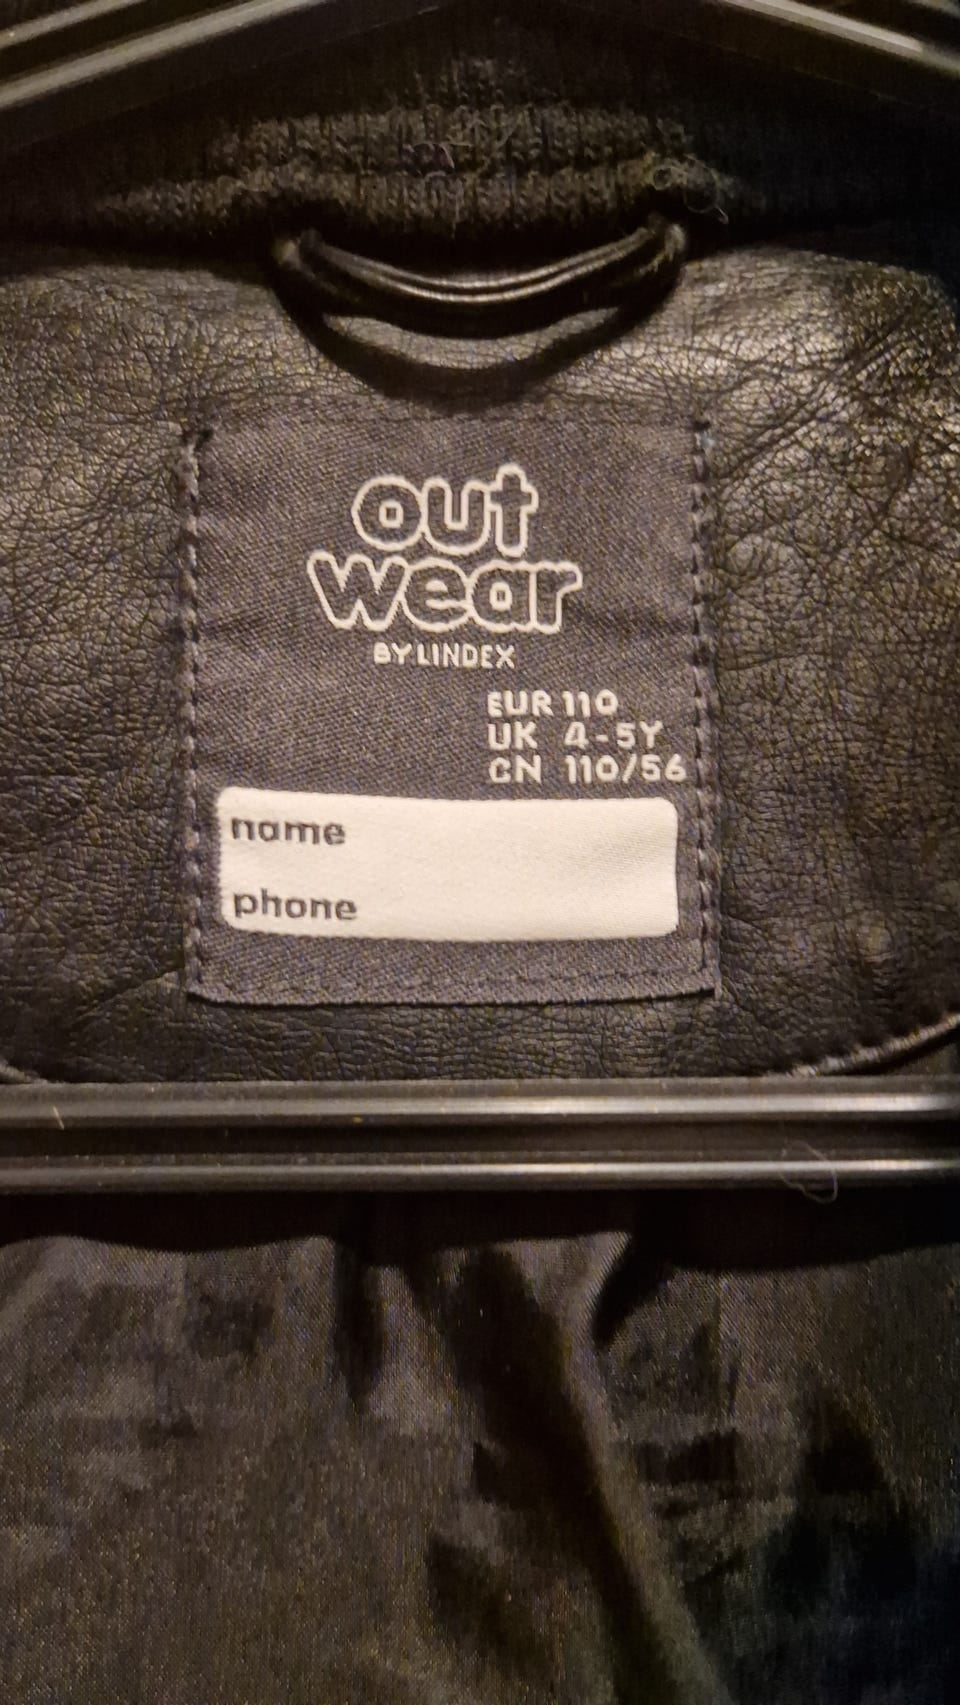 out
wear
BY LINDEX
EUR 110
UK 4-5Y
CN 110/56
name
phone